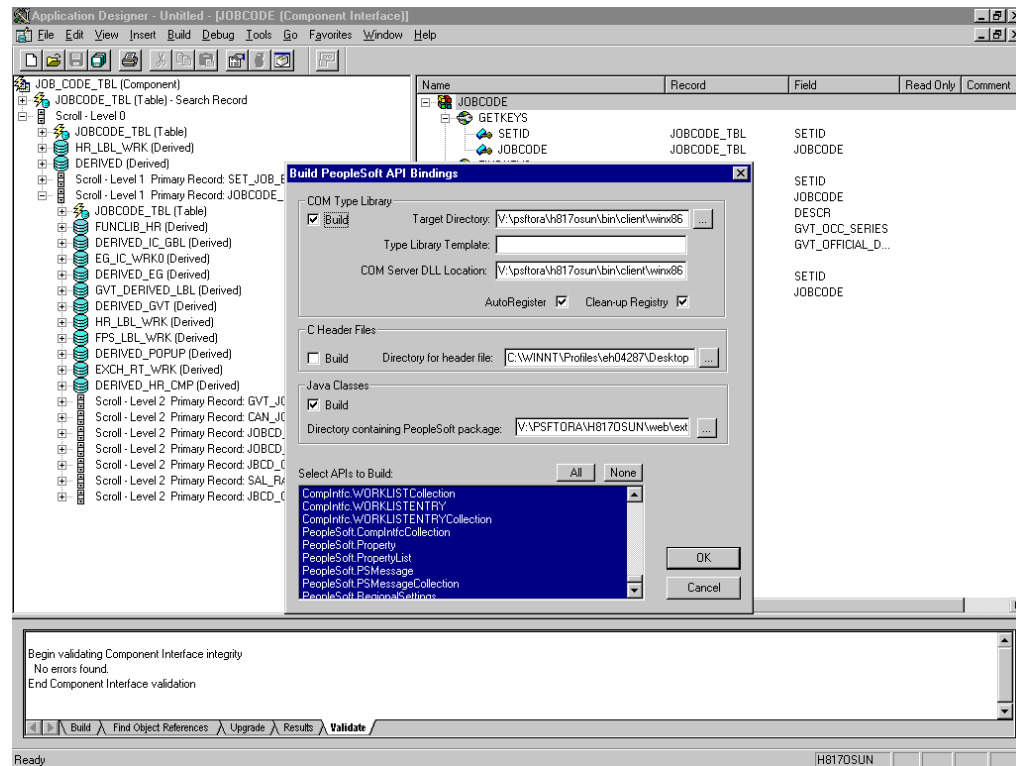 Application Designer - Untitled - [JOBCODE (Component Interface)]
File Edit View Insert Build Debug Tools Go Favorites Window Help
JOB_CODE_TBL (Component)
JOBCODE_TBL (Table) - Search Record
Scroll - Level 0
JOBCODE_TBL (Table)
HR_LBL_WRK (Derived)
DERIVED (Derived)
Scroll - Level 1 Primary Record: SET_JOB_
Scroll - Level 1 Primary Record: JOBCODE_
JOBCODE_TBL (Table)
FUNCLIB_HR (Derived)
DERIVED_IC_GBL (Derived)
EG_IC_WRK0 (Derived)
DERIVED_EG (Derived)
GVT_DERIVED_LBL (Derived)
DERIVED_GVT (Derived)
HR_LBL_WRK (Derived)
FPS_LBL_WRK (Derived)
DERIVED_POPUP (Derived)
EXCH_RT_WRK (Derived)
DERIVED_HR_CMP (Derived)
Scroll - Level 2 Primary Record: GVT_JO
Scroll - Level 2 Primary Record: CAN_JO
Scroll - Level 2 Primary Record: JOBCD_
Scroll - Level 2 Primary Record: JOBCD_
Scroll - Level 2 Primary Record: JBCD_
Scroll - Level 2 Primary Record: SAL_RA
Scroll - Level 2 Primary Record: JBCD_
Name Record Field Read Only Comment
JOBCODE
GETKEYS
SETID JOBCODE_TBL SETID
JOBCODE JOBCODE_TBL JOBCODE
SETID
JOBCODE
DESCR
GVT_OCC_SERIES
GVT_OFFICIAL_D...
SETID
JOBCODE
Build PeopleSoft API Bindings
COM Type Library
Build Target Directory: V:\psftora\h817osun\bin\client\winx86 ...
Type Library Template:
COM Server DLL Location: V:\psftora\h817osun\bin\client\winx86
AutoRegister Clean-up Registry
C Header Files
Build Directory for header file: C:\WINNT\Profiles\eh04287\Desktop ...
Java Classes
Build
Directory containing PeopleSoft package: V:\PSFTORA\H817OSUN\web\ext ...
Select APIs to Build: All None
CompIntfc.WORKLISTCollection
CompIntfc.WORKLISTENTRY
CompIntfc.WORKLISTENTRYCollection
PeopleSoft.CompIntfcCollection
PeopleSoft.Property
PeopleSoft.PropertyList
PeopleSoft.PSMessage
PeopleSoft.PSMessageCollection
PeopleSoft.RegionalSettings
OK
Cancel
Begin validating Component Interface integrity
No errors found.
End Component Interface validation
Build Find Object References Upgrade Results Validate
Ready H817OSUN